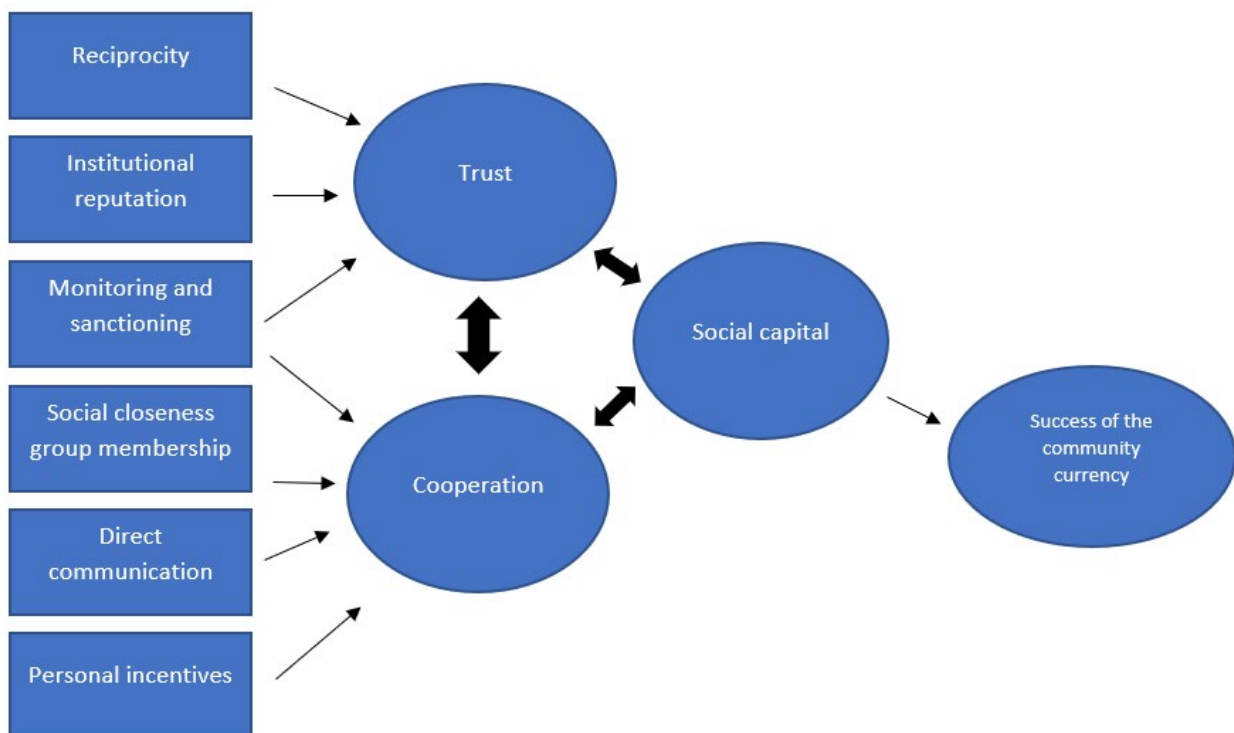 Reciprocity
Institutional
reputation
Monitoring and
sanctioning
Social closeness
group membership
Direct
communication
Personal incentives
Trust
Cooperation
Social capital
Success of the
community
currency